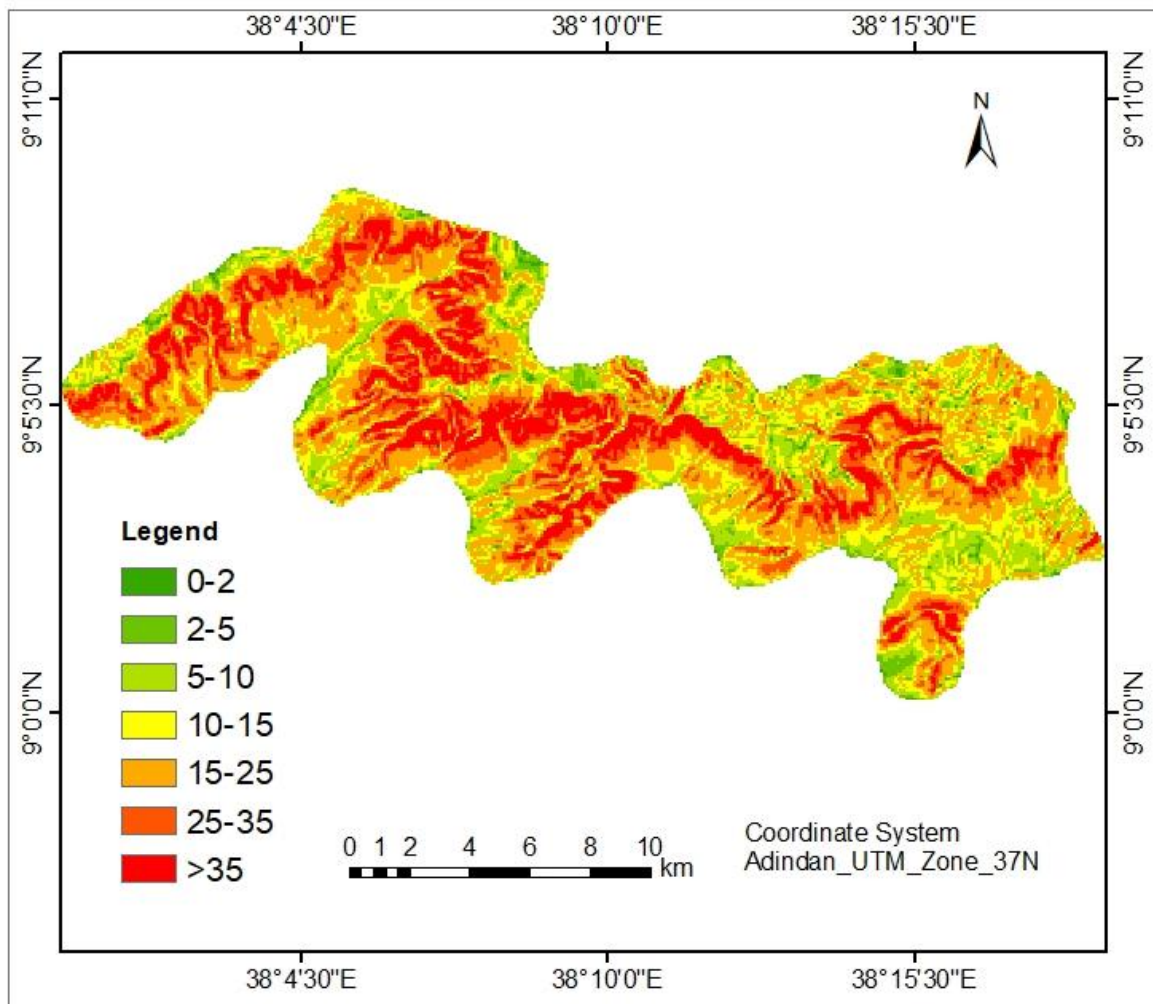 38°4'30"E 38°10'0"E 38°15'30"E
9°11'0"N 9°11'0"N
N
9°5'30"N 9°5'30"N
Legend
0-2
2-5
5-10
10-15
15-25
25-35
>35
9°0'0"N 9°0'0"N
0 1 2 4 6 8 10
km
Coordinate System
Adindan_UTM_Zone_37N
38°4'30"E 38°10'0"E 38°15'30"E